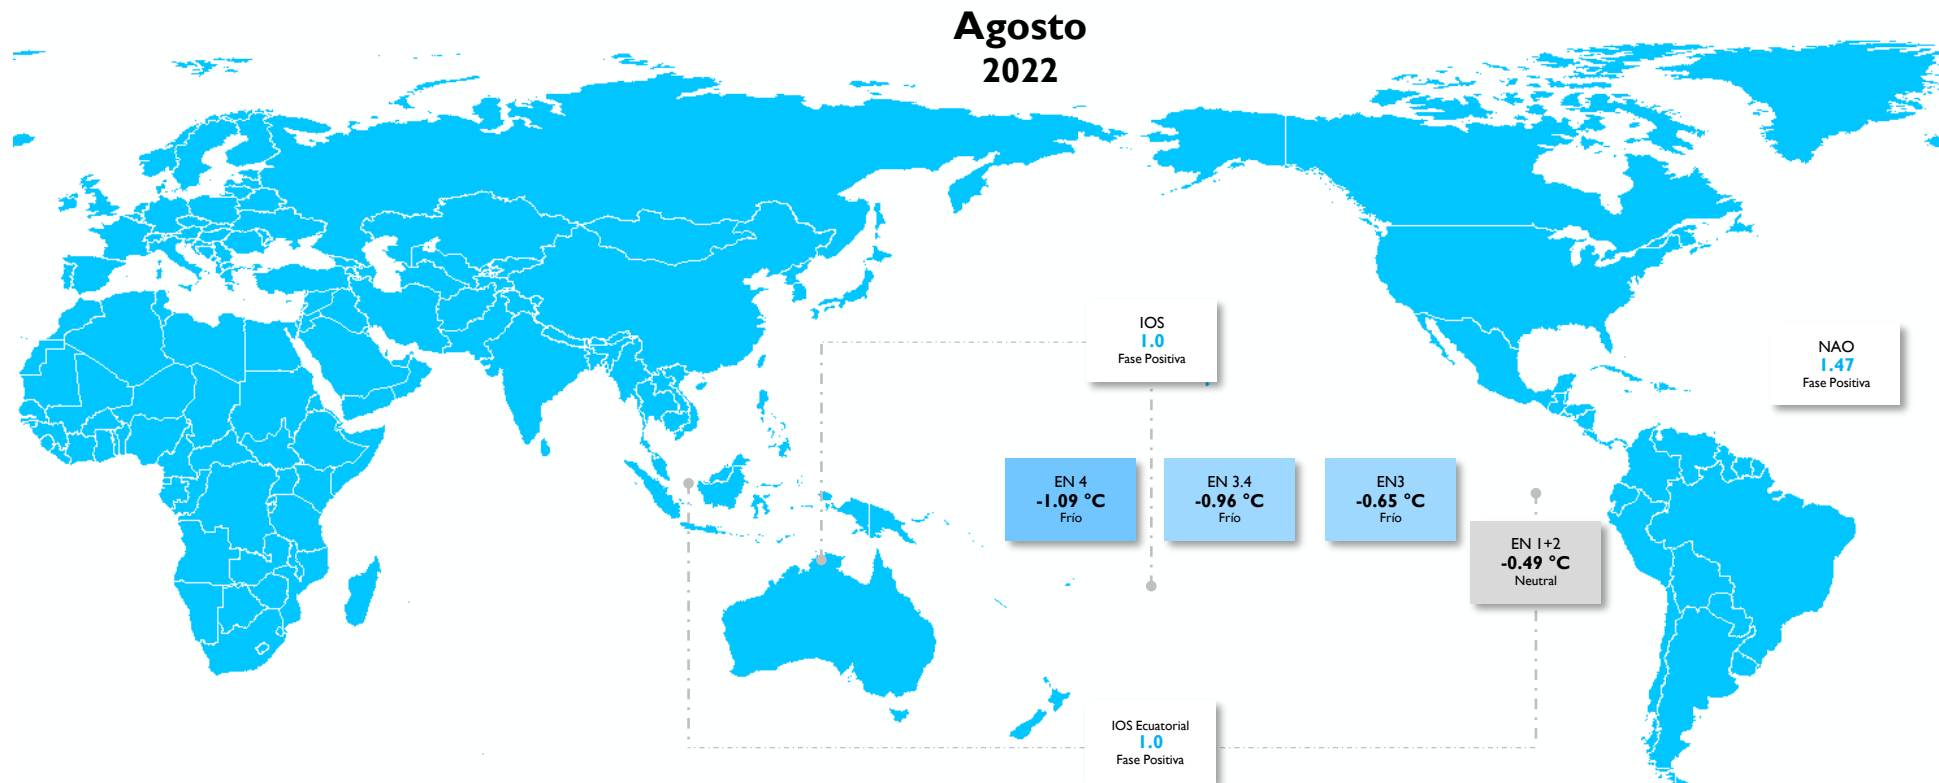 Agosto
2022
IOS
1.0
Fase Positiva
NAO
1.47
Fase Positiva
EN 4
-1.09 °C
Frío
EN 3.4
-0.96 °C
Frío
EN3
-0.65 °C
Frío
EN 1+2
-0.49 °C
Neutral
IOS Ecuatorial
1.0
Fase Positiva